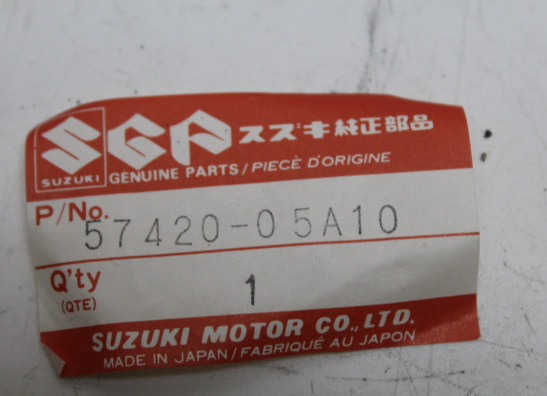 SGP スズキ純正部品
SUZUKI GENUINE PARTS / PIECÈ D'ORIGINE
P/No. 57420-05A10
Q'ty 1
(QTE)
SUZUKI MOTOR CO., LTD.
MADE IN JAPAN / FABRIQUÉ AU JAPON